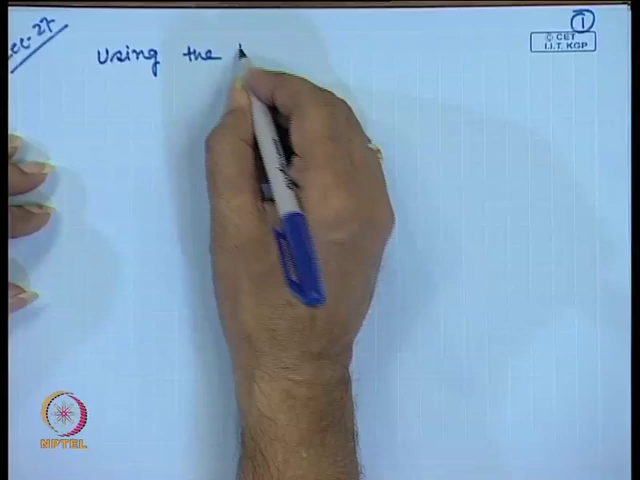 Lec-27
Using the
1
© CET
I.I.T. KGP
NPTEL